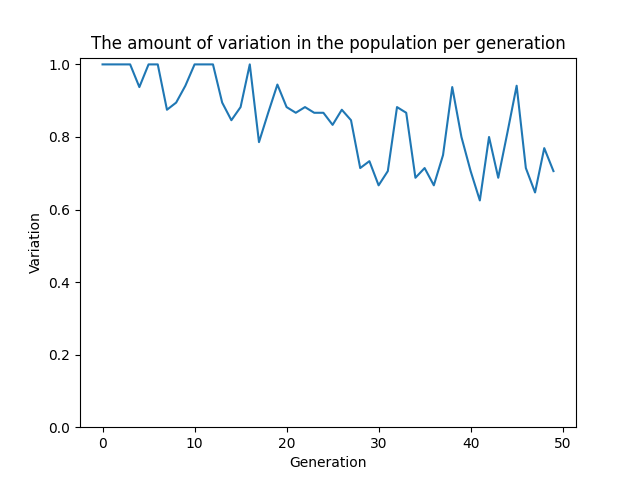 The amount of variation in the population per generation
1.0
0.8
0.6
0.4
0.2
0.0
Variation
0 10 20 30 40 50
Generation